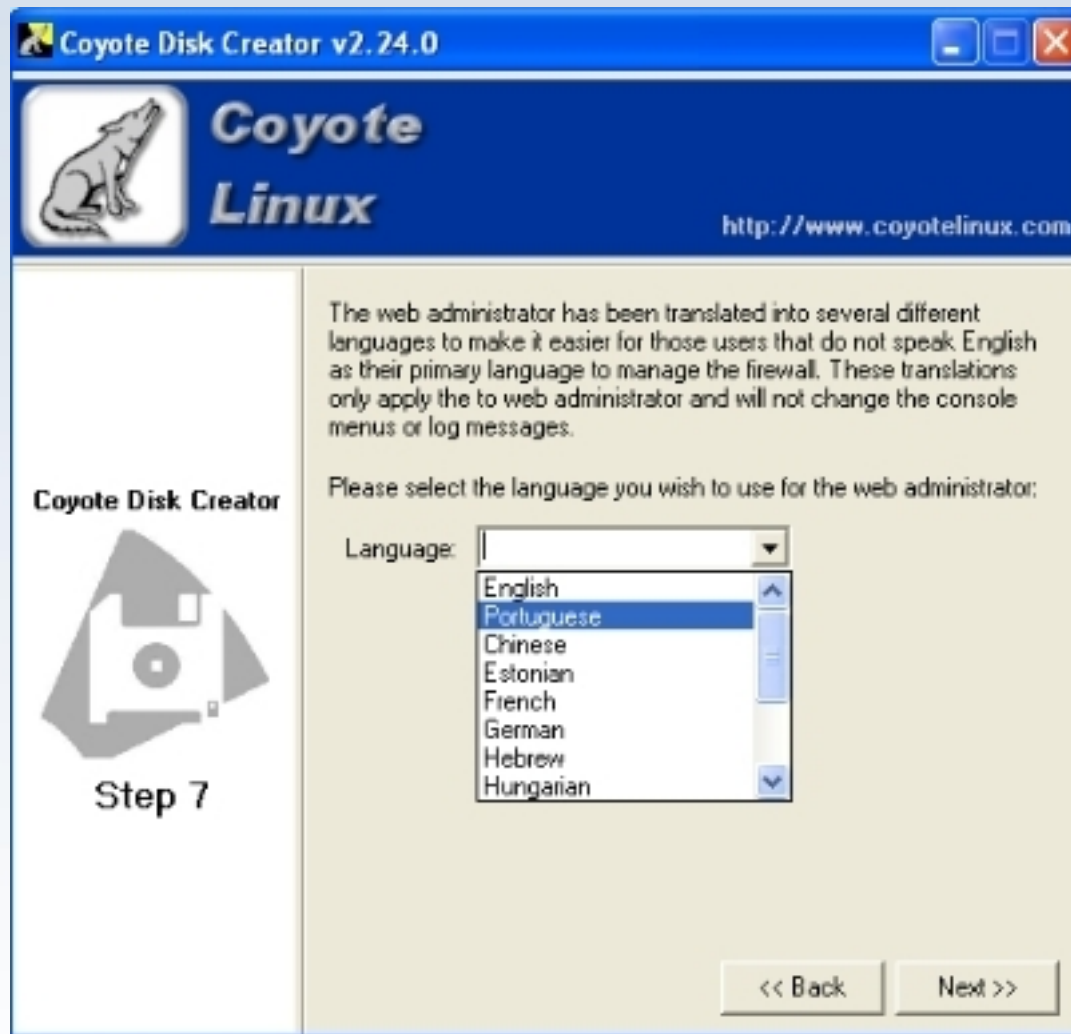 Coyote Disk Creator v2.24.0
Coyote
Linux
http://www.coyotelinux.com
The web administrator has been translated into several different
languages to make it easier for those users that do not speak English
as their primary language to manage the firewall. These translations
only apply the to web administrator and will not change the console
menus or log messages.
Coyote Disk Creator
Step 7
Please select the language you wish to use for the web administrator:
Language:
English
Portuguese
Chinese
Estonian
French
German
Hebrew
Hungarian
<< Back
Next >>